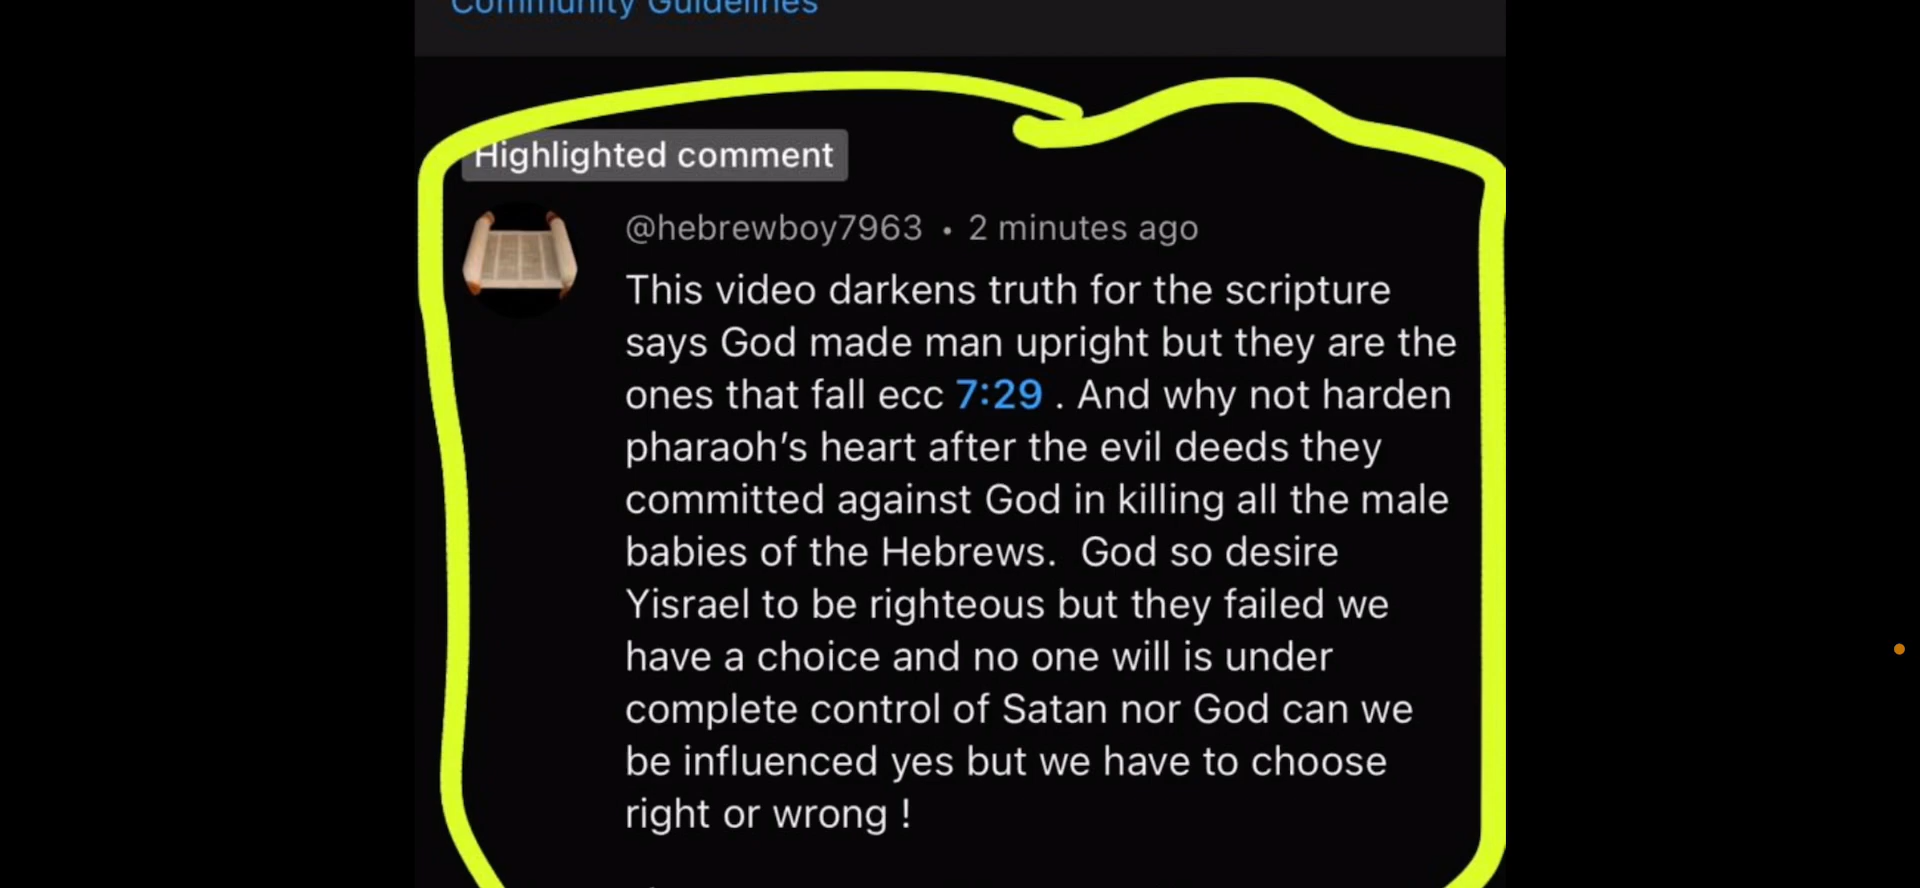 Community Guidelines
Highlighted comment
@hebrewboy7963 • 2 minutes ago
This video darkens truth for the scripture
says God made man upright but they are the
ones that fall ecc 7:29 . And why not harden
pharaoh's heart after the evil deeds they
committed against God in killing all the male
babies of the Hebrews.  God so desire
Yisrael to be righteous but they failed we
have a choice and no one will is under
complete control of Satan nor God can we
be influenced yes but we have to choose
right or wrong !